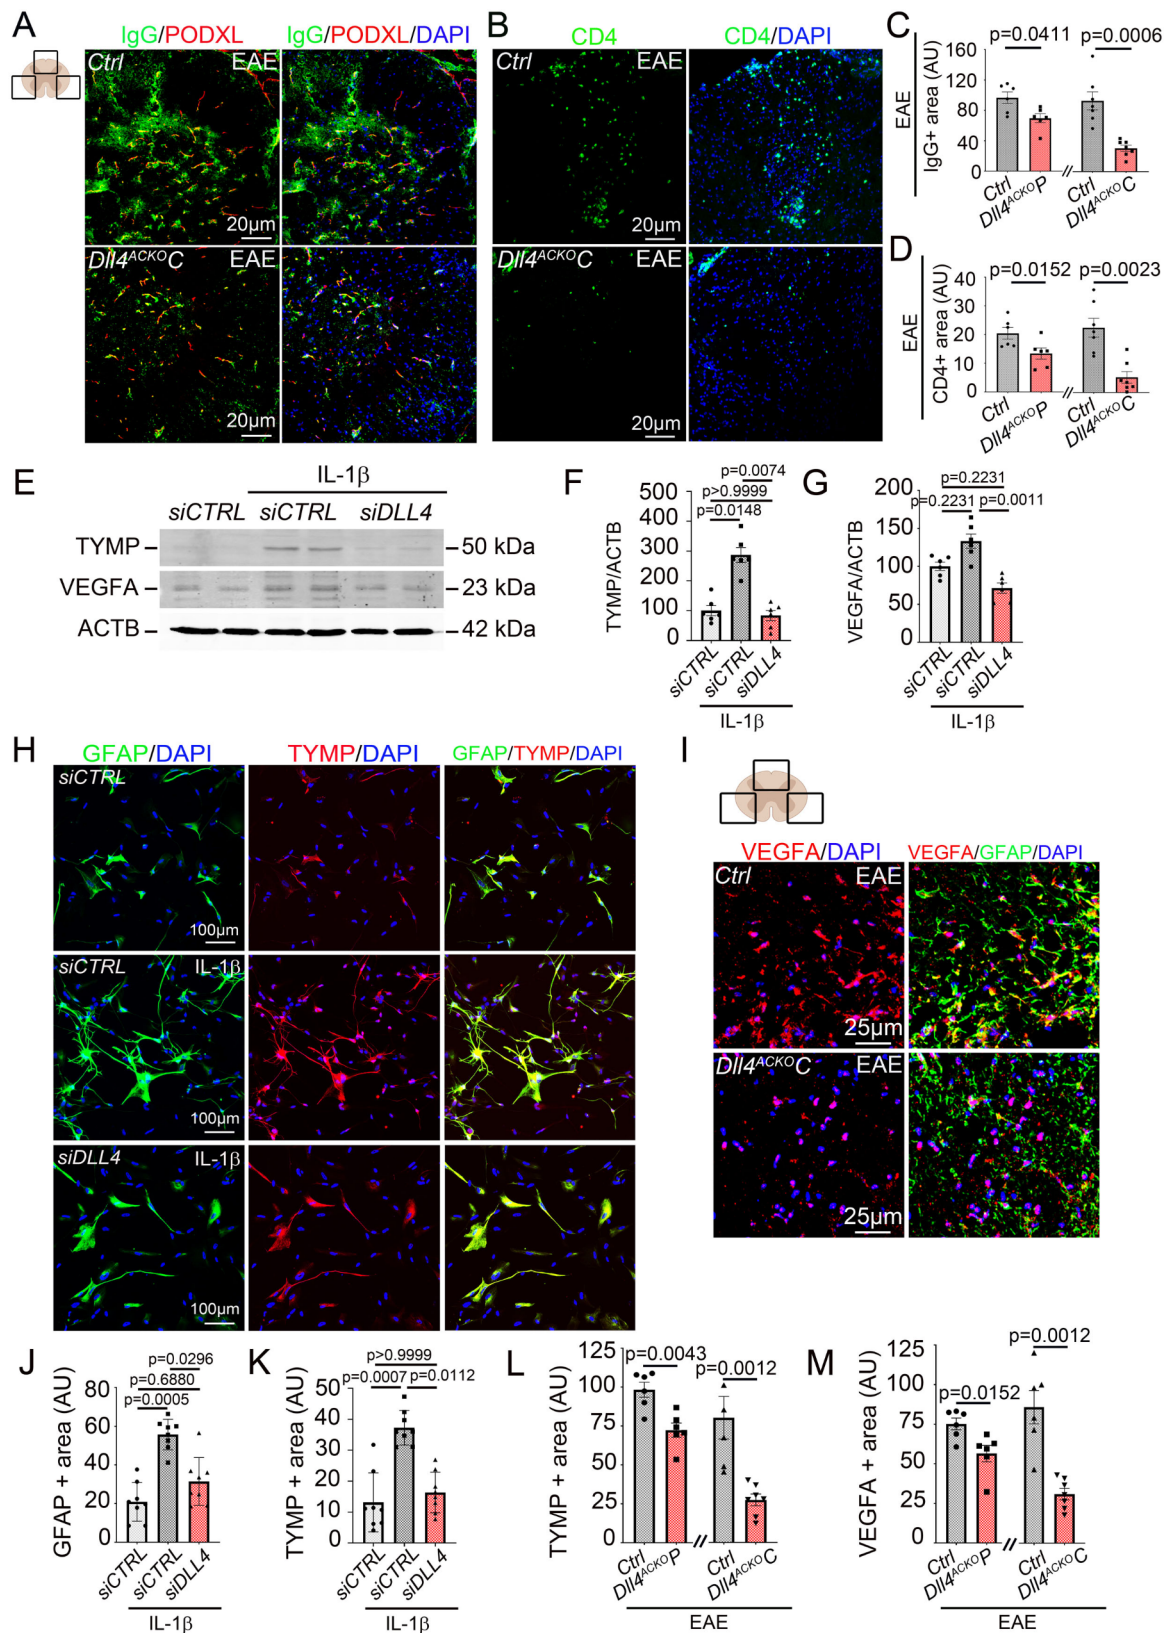 A
IgG/PODXL
IgG/PODXL/DAPI
Ctrl
EAE
20µm
20µm
Dll4ACKOC
EAE
20µm
20µm
B
CD4
CD4/DAPI
Ctrl
EAE
20µm
Dll4ACKOC
EAE
20µm
C
p=0.0411
p=0.0006
EAE
IgG+ area (AU)
160
120
80
40
0
Ctrl
Dll4ACKOP
Ctrl
Dll4ACKOC
D
p=0.0152
p=0.0023
EAE
CD4+ area (AU)
40
30
20
10
0
Ctrl
Dll4ACKOP
Ctrl
Dll4ACKOC
E
IL-1β
siCTRL
siCTRL
siDLL4
TYMP
50 kDa
VEGFA
23 kDa
ACTB
42 kDa
F
p=0.0074
p>0.9999
p=0.0148
TYMP/ACTB
500
400
300
200
100
0
siCTRL
siCTRL
siDLL4
IL-1β
G
p=0.2231
p=0.2231
p=0.0011
VEGFA/ACTB
200
150
100
50
0
siCTRL
siCTRL
siDLL4
IL-1β
H
GFAP/DAPI
TYMP/DAPI
GFAP/TYMP/DAPI
siCTRL
100µm
siCTRL
IL-1β
100µm
siDLL4
IL-1β
100µm
I
VEGFA/DAPI
VEGFA/GFAP/DAPI
Ctrl
EAE
25µm
Dll4ACKOC
EAE
25µm
J
p=0.0296
p=0.6880
p=0.0005
GFAP + area (AU)
80
60
40
20
0
siCTRL
siCTRL
siDLL4
IL-1β
K
p>0.9999
p=0.0007
p=0.0112
TYMP + area (AU)
50
40
30
20
10
0
siCTRL
siCTRL
siDLL4
IL-1β
L
p=0.0043
p=0.0012
TYMP + area (AU)
125
100
75
50
25
0
Ctrl
Dll4ACKOP
Ctrl
Dll4ACKOC
EAE
M
p=0.0012
p=0.0152
VEGFA + area (AU)
125
100
75
50
25
0
Ctrl
Dll4ACKOP
Ctrl
Dll4ACKOC
EAE